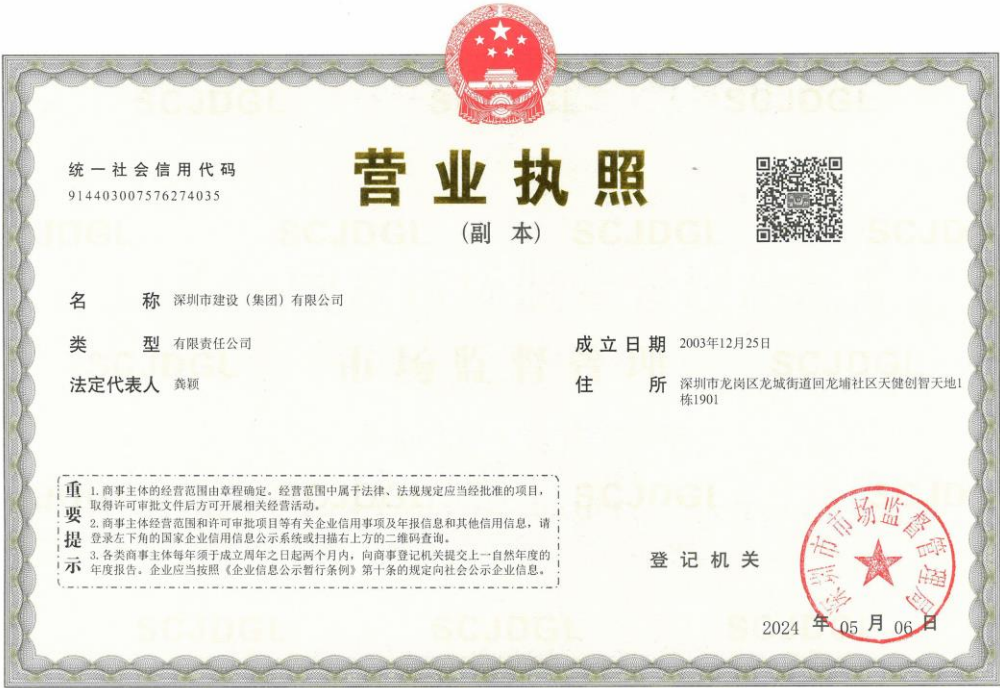 营业执照
(副 本)
统一社会信用代码
914403007576274035
名 称 深圳市建设（集团）有限公司
类 型 有限责任公司
法定代表人 龚颖
成立日期 2003年12月25日
住 所 深圳市龙岗区龙城街道回龙埔社区天健创智天地1
栋1901
重要提示
1.商事主体的经营范围由章程确定。经营范围中属于法律、法规规定应当经批准的项目，
取得许可审批文件后方可开展相关经营活动。
2.商事主体经营范围和许可审批项目等有关企业信用事项及年报信息和其他信用信息，请
登录左下角的国家企业信用信息公示系统或扫描右上方的二维码查询。
3.各类商事主体每年须于成立周年之日起两个月内，向商事登记机关提交上一自然年度的
年度报告。企业应当按照《企业信息公示暂行条例》第十条的规定向社会公示企业信息。
登记机关
深圳市市场监督管理局
2024 年 05 月 06 日
SCJDGL
市场监督管理